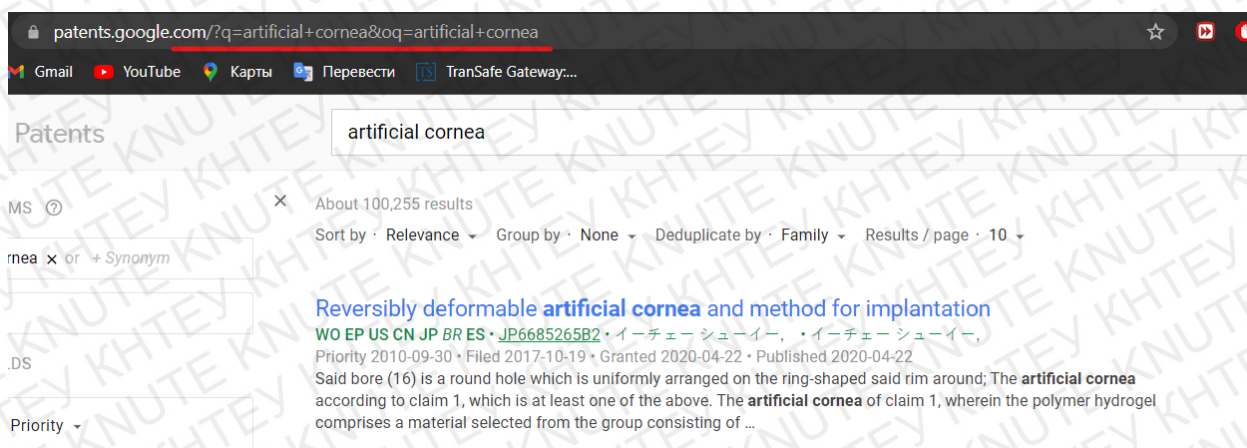 patents.google.com/?q=artificial+cornea&oq=artificial+cornea
Gmail YouTube Карты Перевести TranSafe Gateway:...
Patents
artificial cornea
MS
About 100,255 results
Sort by · Relevance Group by · None Deduplicate by · Family Results / page · 10
rnea × or + Synonym
Reversibly deformable artificial cornea and method for implantation
WO EP US CN JP BR ES • JP6685265B2 • イーチェー シューイー， • イーチェー シューイー，
.DS
Priority 2010-09-30 • Filed 2017-10-19 • Granted 2020-04-22 • Published 2020-04-22
Said bore (16) is a round hole which is uniformly arranged on the ring-shaped said rim around; The artificial cornea
according to claim 1, which is at least one of the above. The artificial cornea of claim 1, wherein the polymer hydrogel
comprises a material selected from the group consisting of ...
Priority
KNUTE KHTEY KNUTE KHTEY